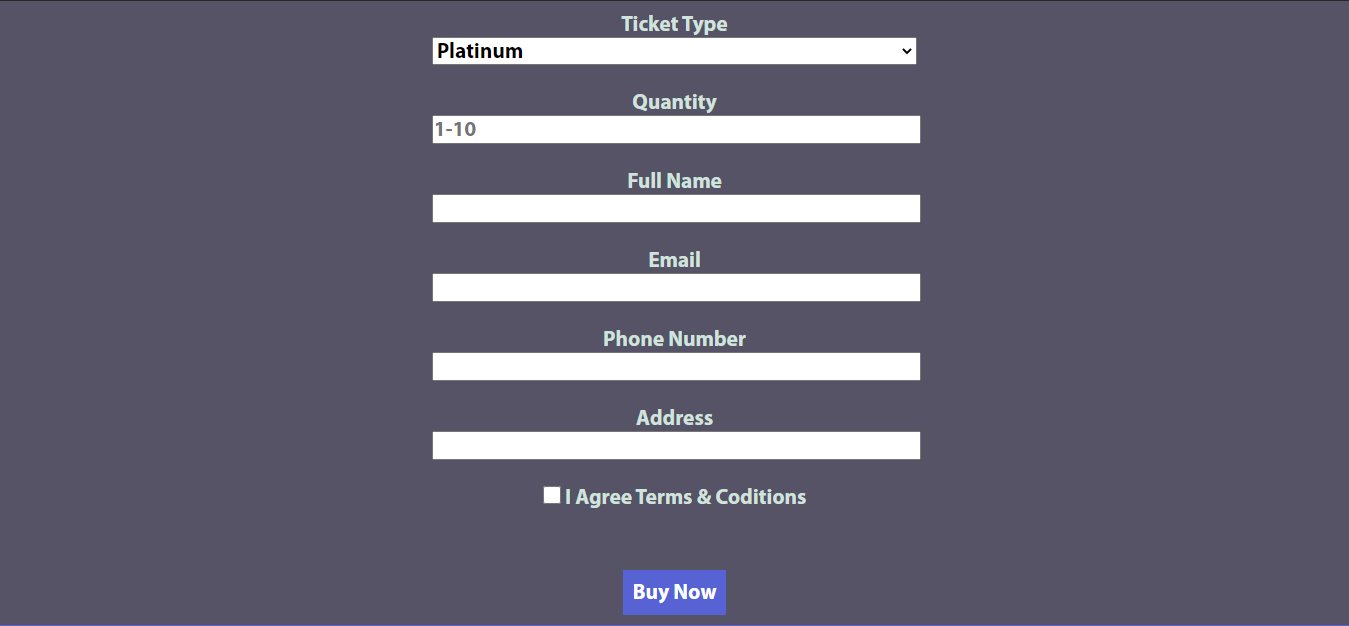 Ticket Type
Platinum
Quantity
1-10
Full Name
Email
Phone Number
Address
I Agree Terms & Coditions
Buy Now